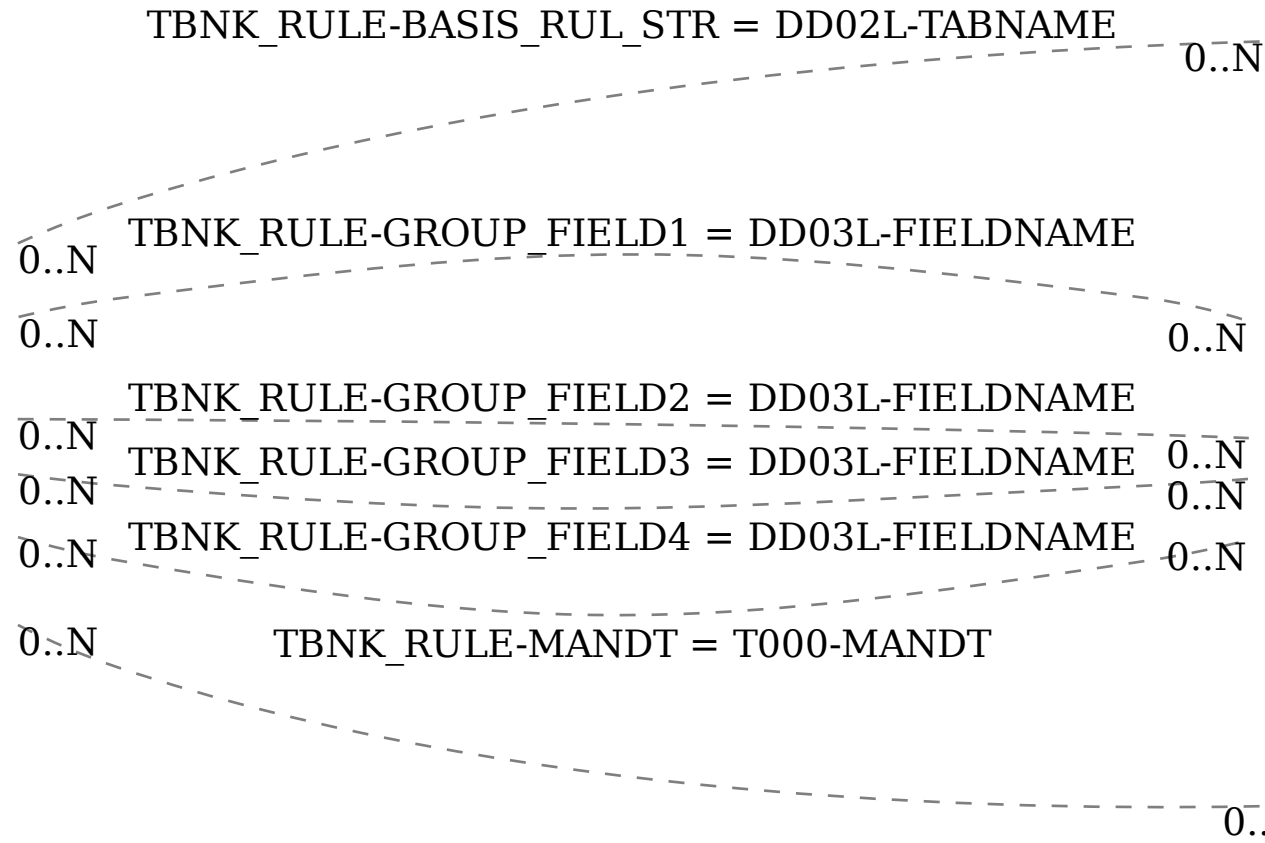 TBNK_RULE-BASIS_RUL_STR = DD02L-TABNAME
0..N
TBNK_RULE-GROUP_FIELD1 = DD03L-FIELDNAME
0..N
0..N
0..N
TBNK_RULE-GROUP_FIELD2 = DD03L-FIELDNAME
0..N
0..N
TBNK_RULE-GROUP_FIELD3 = DD03L-FIELDNAME
0..N
0..N
TBNK_RULE-GROUP_FIELD4 = DD03L-FIELDNAME
0..N
0..N
0..N
TBNK_RULE-MANDT = T000-MANDT
0..